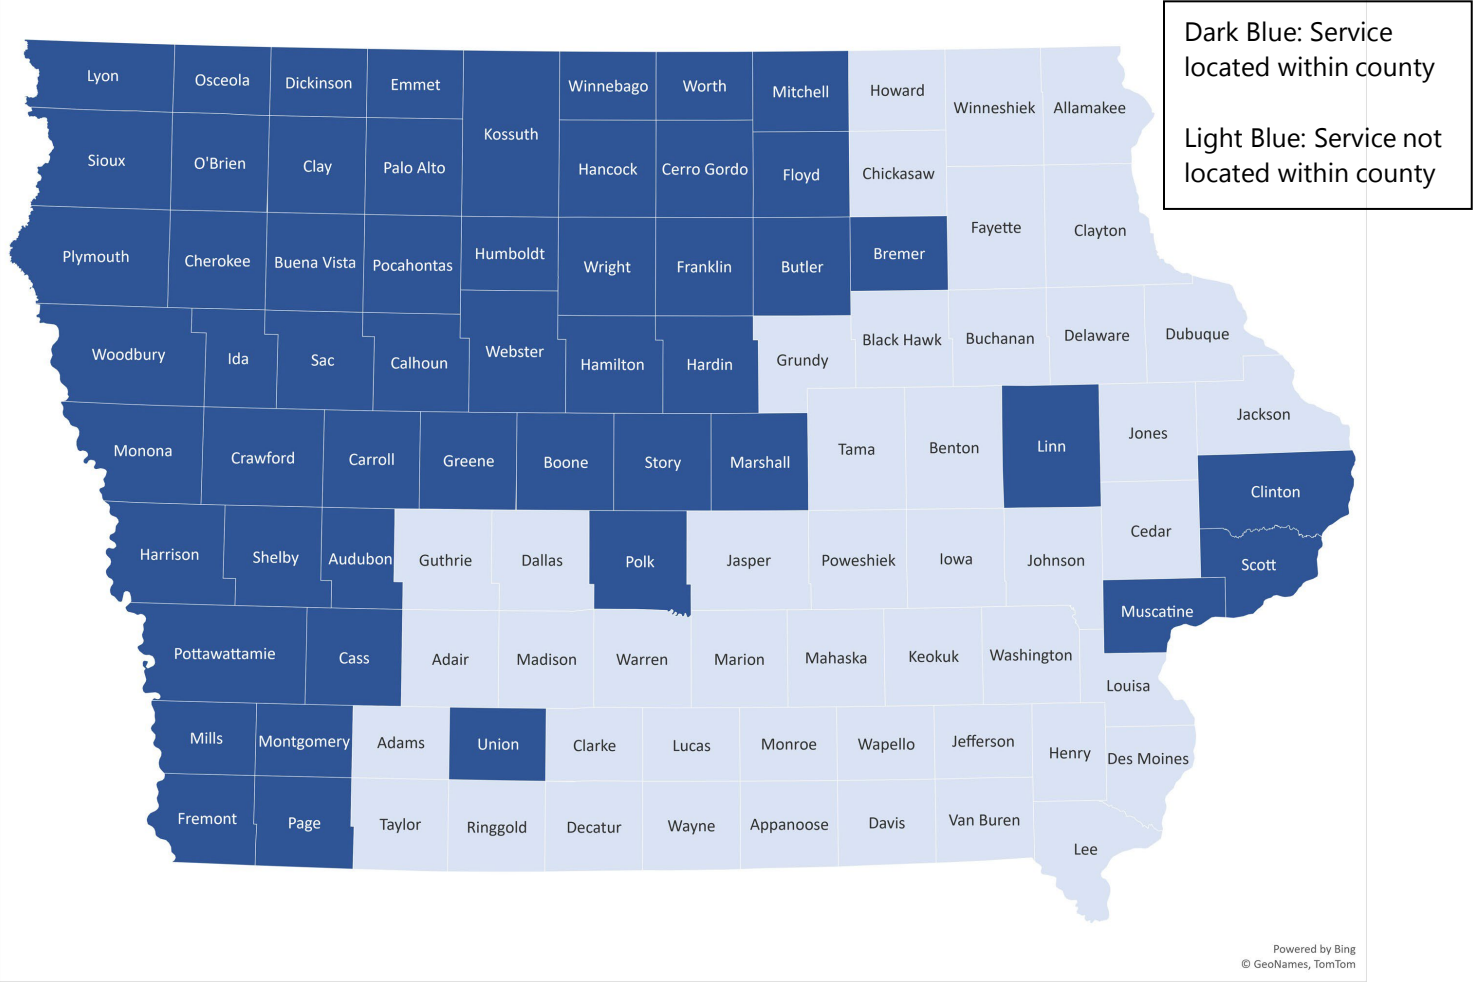 Dark Blue: Service
located within county
Light Blue: Service not
located within county
Lyon Osceola Dickinson Emmet Kossuth Winnebago Worth Mitchell Howard Winneshiek Allamakee
Sioux O'Brien Clay Palo Alto Hancock Cerro Gordo Floyd Chickasaw
Plymouth Cherokee Buena Vista Pocahontas Humboldt Wright Franklin Butler Bremer Fayette Clayton
Woodbury Ida Sac Calhoun Webster Hamilton Hardin Grundy Black Hawk Buchanan Delaware Dubuque
Monona Crawford Carroll Greene Boone Story Marshall Tama Benton Linn Jones Jackson
Clinton
Harrison Shelby Audubon Guthrie Dallas Polk Jasper Poweshiek Iowa Johnson Cedar Scott
Muscatine
Pottawattamie Cass Adair Madison Warren Marion Mahaska Keokuk Washington Louisa
Mills Montgomery Adams Union Clarke Lucas Monroe Wapello Jefferson Henry Des Moines
Fremont Page Taylor Ringgold Decatur Wayne Appanoose Davis Van Buren Lee
Powered by Bing
© GeoNames, TomTom